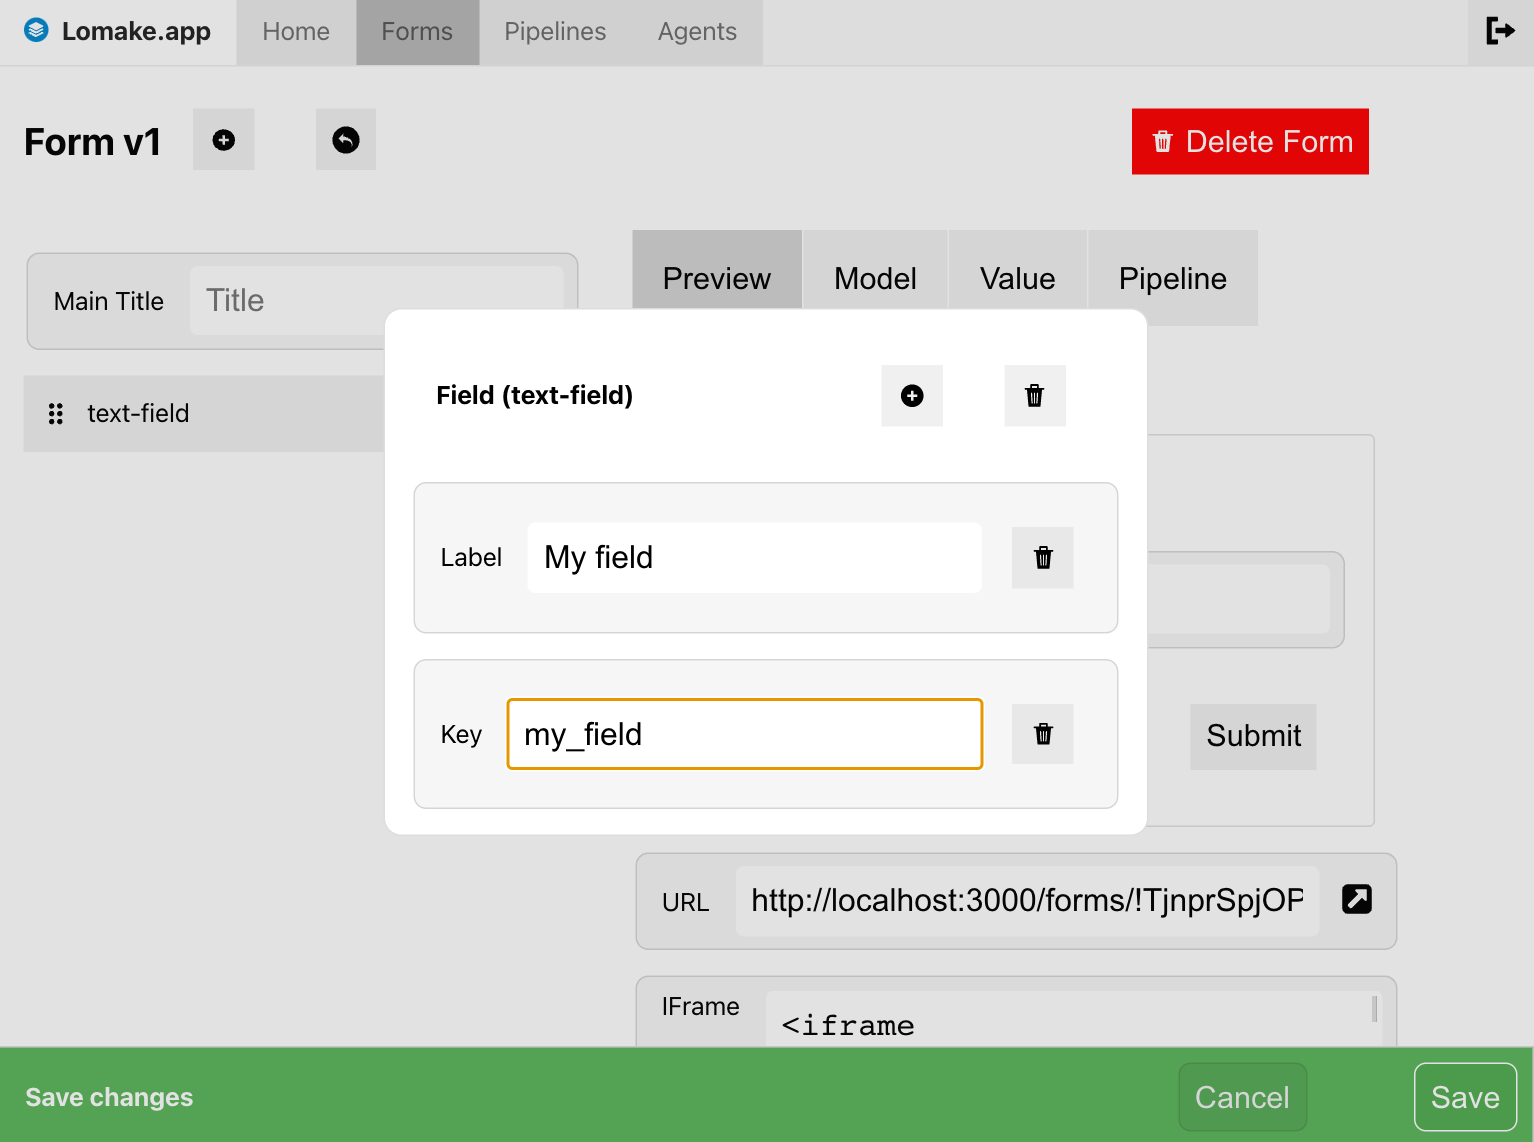 Lomake.app Home Forms Pipelines Agents
Form v1
Delete Form
Main Title Title
Preview Model Value Pipeline
text-field
Field (text-field)
Label My field
Key my_field
Submit
URL http://localhost:3000/forms/!TjnprSpjOP
IFrame <iframe
Save changes Cancel Save